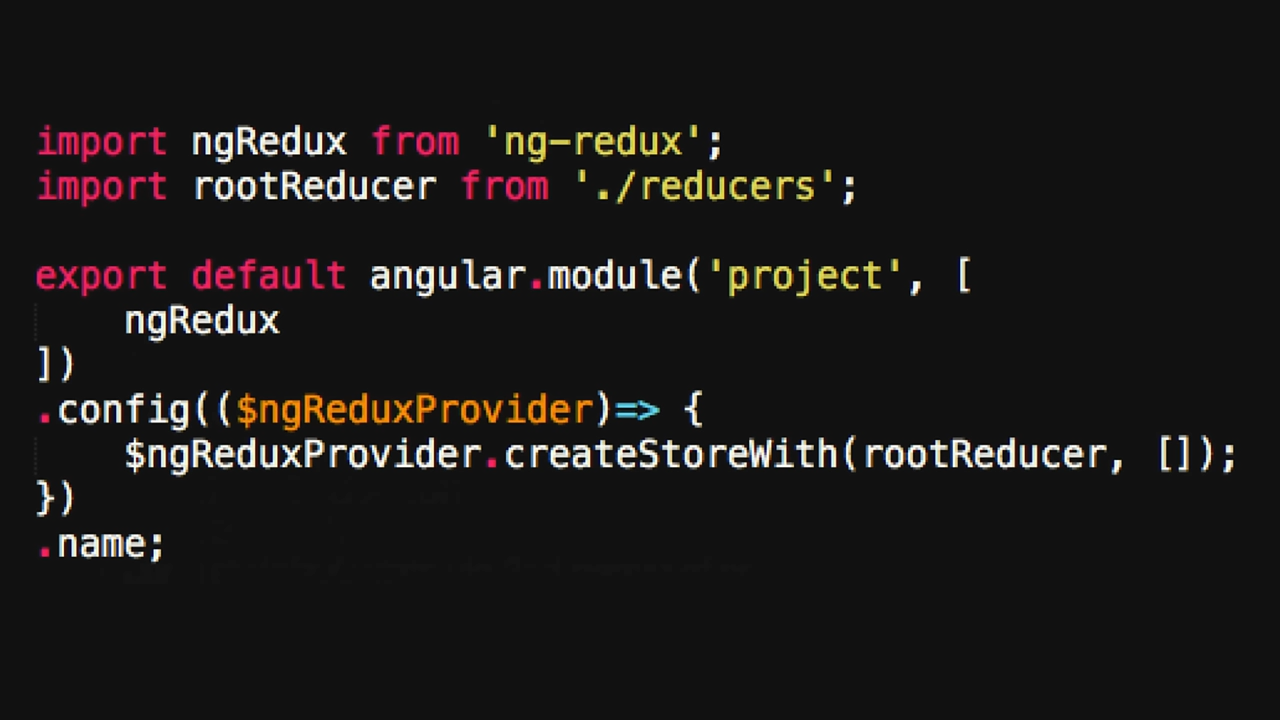 import ngRedux from 'ng-redux';
import rootReducer from './reducers';
export default angular.module('project', [
ngRedux
])
.config(($ngReduxProvider)=> {
$ngReduxProvider.createStoreWith(rootReducer, []);
})
.name;